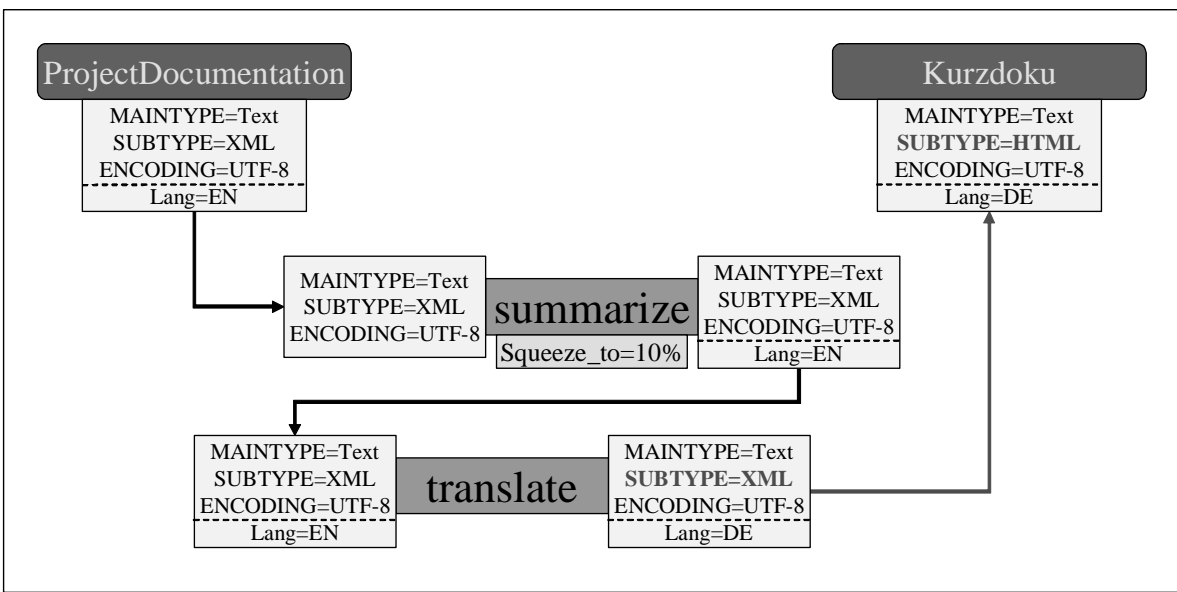 ProjectDocumentation
MAINTYPE=Text
SUBTYPE=XML
ENCODING=UTF-8
Lang=EN
Kurzdoku
MAINTYPE=Text
SUBTYPE=HTML
ENCODING=UTF-8
Lang=DE
MAINTYPE=Text
SUBTYPE=XML
ENCODING=UTF-8
summarize
Squeeze_to=10%
MAINTYPE=Text
SUBTYPE=XML
ENCODING=UTF-8
Lang=EN
MAINTYPE=Text
SUBTYPE=XML
ENCODING=UTF-8
Lang=EN
translate
MAINTYPE=Text
SUBTYPE=XML
ENCODING=UTF-8
Lang=DE